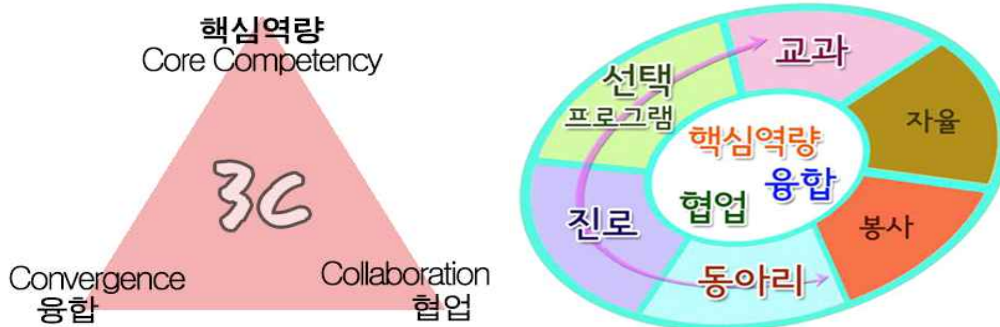 핵심역량
Core Competency
3C
Convergence
융합
Collaboration
협업
교과
선택
프로그램
자율
핵심역량
융합
협업
진로
봉사
동아리